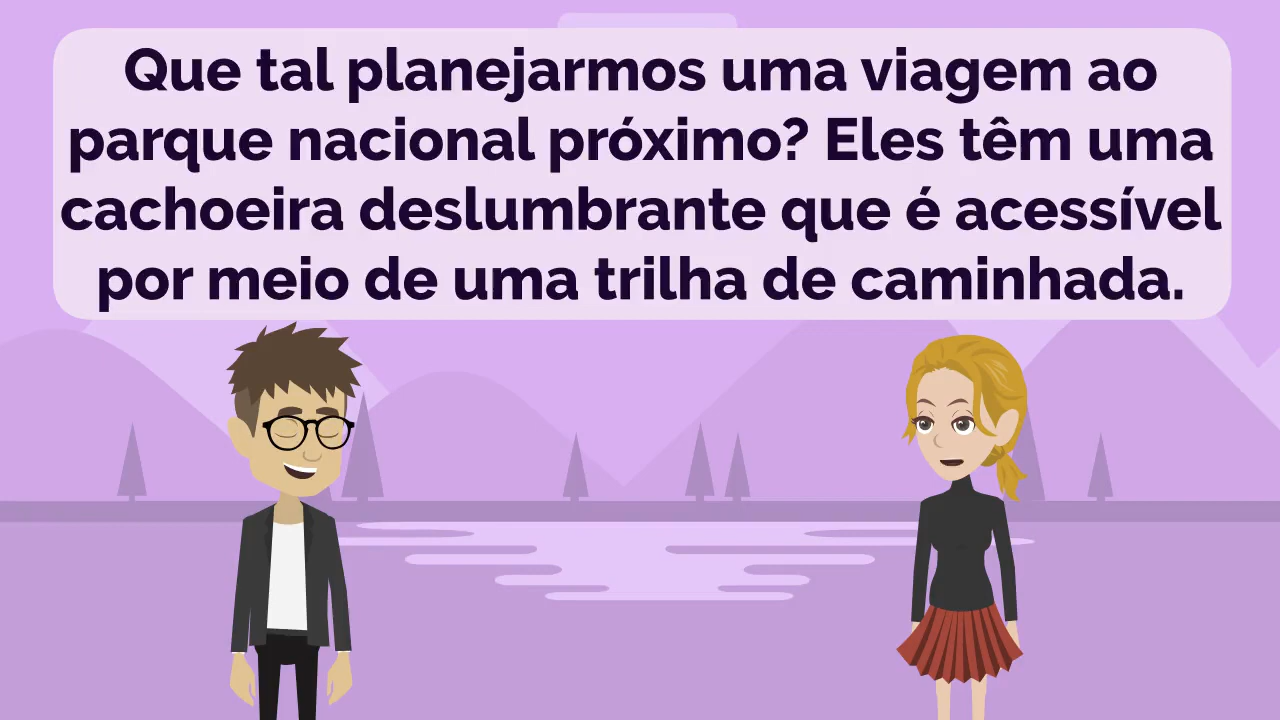 Que tal planejarmos uma viagem ao
parque nacional próximo? Eles têm uma
cachoeira deslumbrante que é acessível
por meio de uma trilha de caminhada.